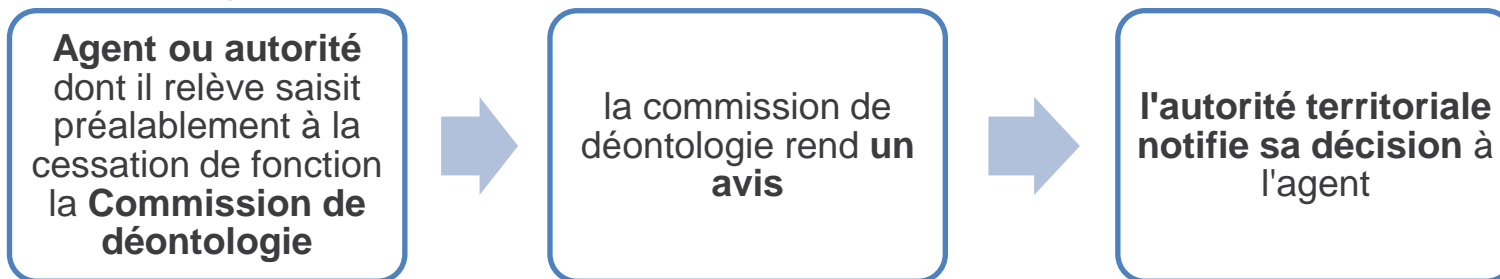 Agent ou autorité
dont il relève saisit
préalablement à la
cessation de fonction
la Commission de
déontologie
la commission de
déontologie rend un
avis
l'autorité territoriale
notifie sa décision à
l'agent